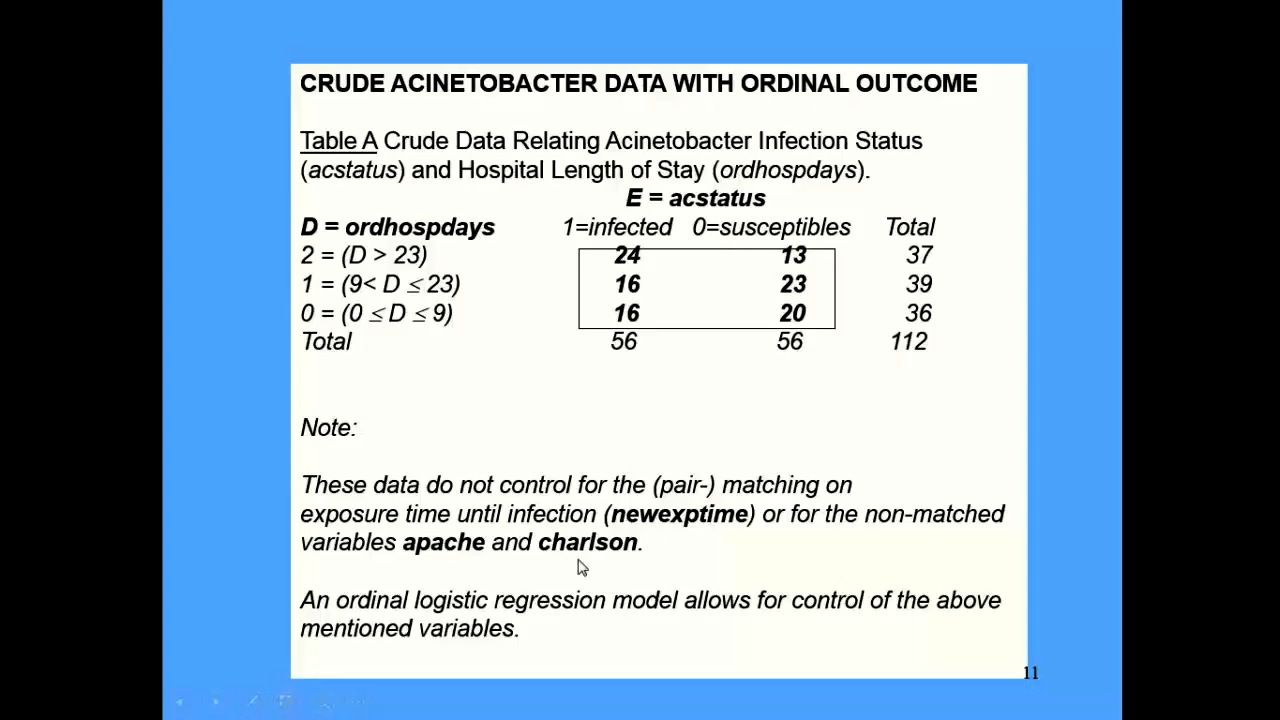 CRUDE ACINETOBACTER DATA WITH ORDINAL OUTCOME
Table A Crude Data Relating Acinetobacter Infection Status
(acstatus) and Hospital Length of Stay (ordhospdays).
E = acstatus
D = ordhospdays 1=infected 0=susceptibles Total
2 = (D > 23) 24 13 37
1 = (9< D ≤ 23) 16 23 39
0 = (0 ≤ D ≤ 9) 16 20 36
Total 56 56 112
Note:
These data do not control for the (pair-) matching on
exposure time until infection (newexptime) or for the non-matched
variables apache and charlson.
An ordinal logistic regression model allows for control of the above
mentioned variables.
11